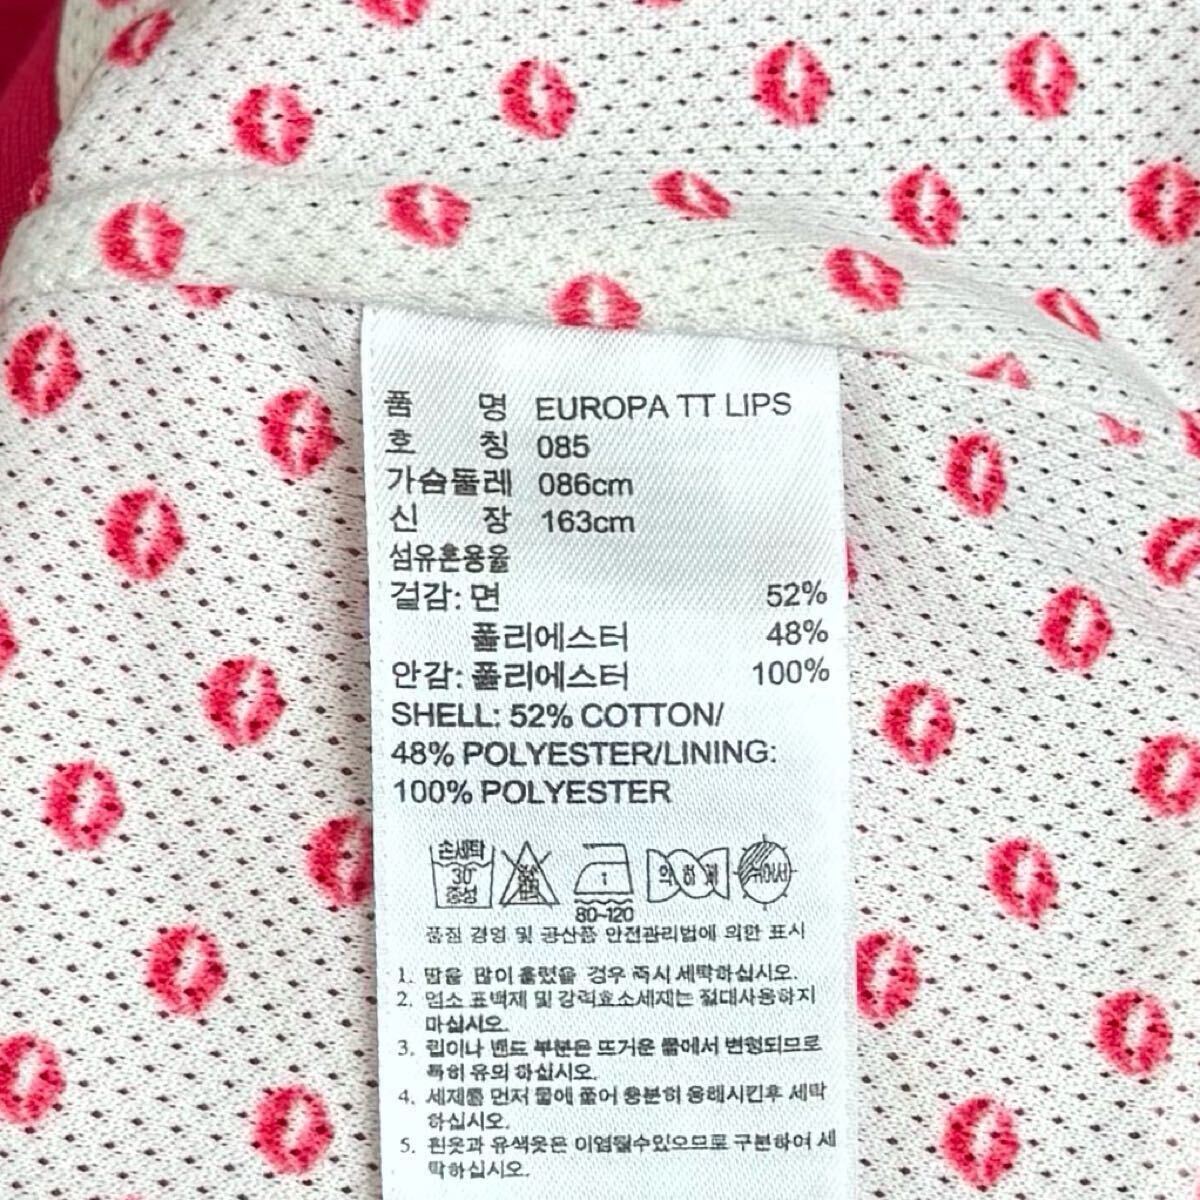 품 명 EUROPA TT LIPS
호 칭 085
가슴둘레 086cm
신 장 163cm
섬유혼용율
겉감: 면 52%
폴리에스터 48%
안감: 폴리에스터 100%
SHELL: 52% COTTON/
48% POLYESTER/LINING:
100% POLYESTER
손세탁
30
중성
염소
표백
1
80-120
약하게
뉘어서
품질 경영 및 공산품 안전관리법에 의한 표시
1. 땀을 많이 흘렸을 경우 즉시 세탁하십시오.
2. 염소 표백제 및 강력효소세제는 절대사용하지
마십시오.
3. 립이나 밴드 부분은 뜨거운 물에서 변형되므로
특히 유의 하십시오.
4. 세제를 먼저 물에 풀어 충분히 용해시킨후 세탁
하십시오.
5. 흰옷과 유색옷은 이염될수있으므로 구분하여 세
탁하십시오.